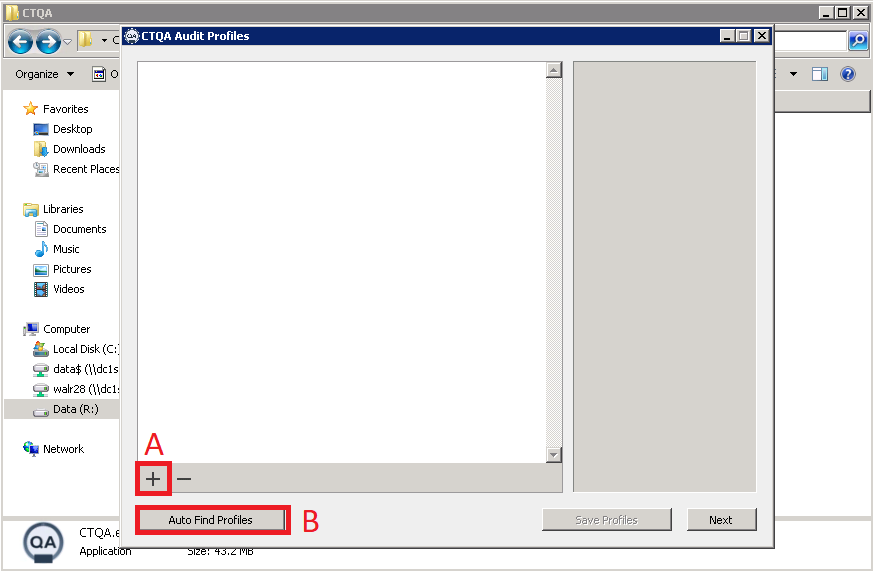 CTQA
CTQA Audit Profiles
Organize
Favorites
Desktop
Downloads
Recent Places
Libraries
Documents
Music
Pictures
Videos
Computer
Local Disk (C:)
data$ (\\dc1s
walr28 (\\dc1s
Data (R:)
Network
A
+ −
Auto Find Profiles
B
Save Profiles
Next
QA
CTQA.e
Application
Size: 43.2 MB